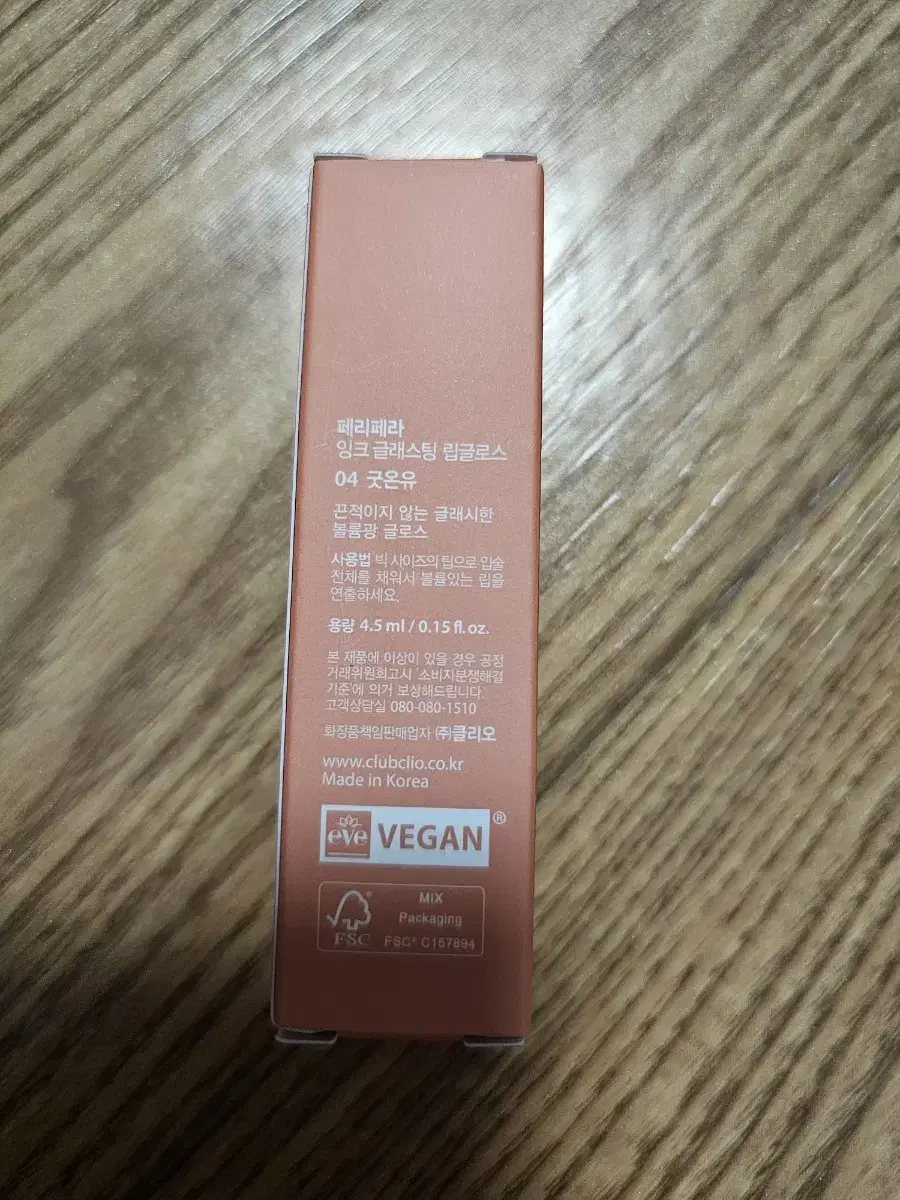 페리페라
잉크 글래스팅 립글로스
04 굿온유
끈적이지 않는 글래시한
볼륨광 글로스
사용법 빅 사이즈의 팁으로 입술
전체를 채워서 볼륨있는 립을
연출하세요.
용량 4.5 ml / 0.15 fl. oz.
본 제품에 이상이 있을 경우 공정
거래위원회고시 '소비자분쟁해결
기준'에 의거 보상해드립니다.
고객상담실 080-080-1510
화장품책임판매업자 ㈜클리오
www.clubclio.co.kr
Made in Korea
eve VEGAN®
MIX
Packaging
FSC FSC® C157894